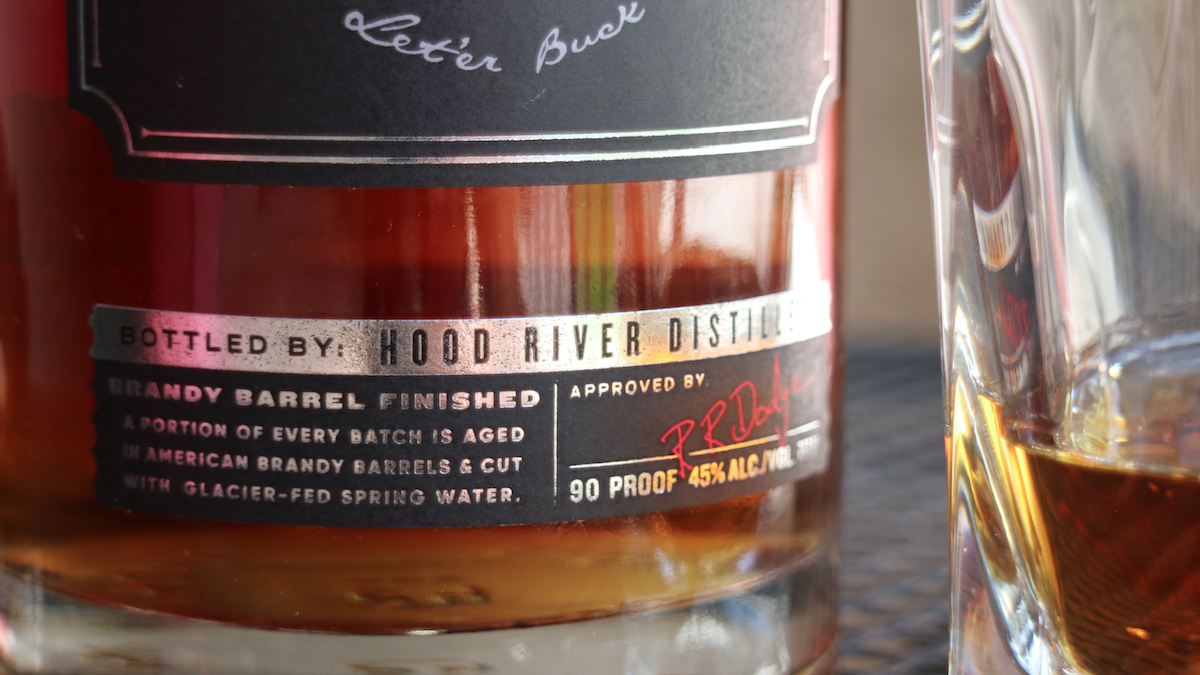 Let'er Buck
BOTTLED BY: HOOD RIVER
BRANDY BARREL FINISHED
A PORTION OF EVERY BATCH IS AGED
IN AMERICAN BRANDY BARRELS & CUT
WITH GLACIER-FED SPRING WATER.
APPROVED BY
R R Dodge
90 PROOF 45% ALC./VOL.